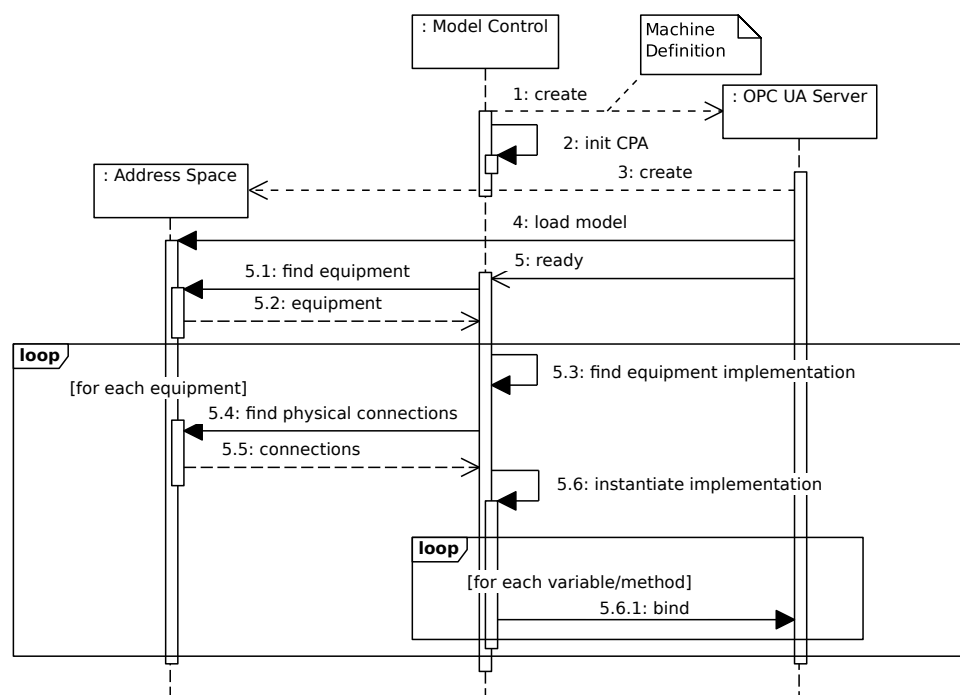 : Model Control
Machine
Definition
1: create
: OPC UA Server
2: init CPA
3: create
: Address Space
4: load model
5: ready
5.1: find equipment
5.2: equipment
loop
[for each equipment]
5.3: find equipment implementation
5.4: find physical connections
5.5: connections
5.6: instantiate implementation
loop
[for each variable/method]
5.6.1: bind